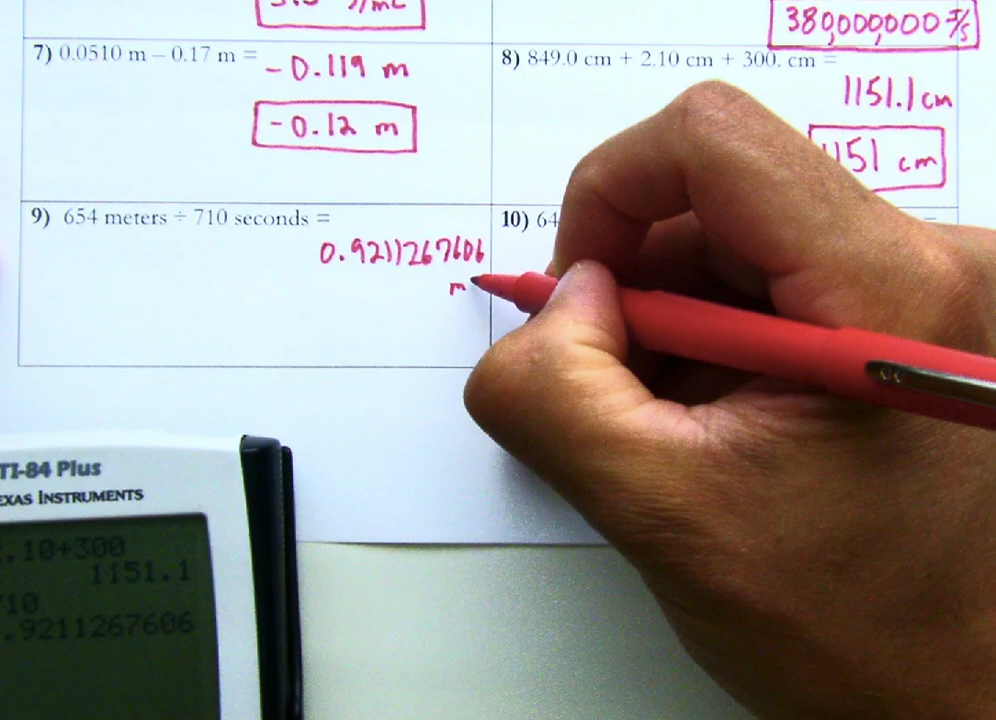 380,000,000 J/s
7) 0.0510 m – 0.17 m =
- 0.119 m
- 0.12 m
8) 849.0 cm + 2.10 cm + 300. cm =
1151.1 cm
1151 cm
9) 654 meters ÷ 710 seconds =
0.9211267606
m
10) 64
=
TI-84 Plus
TEXAS INSTRUMENTS
2.10+300
1151.1
710
.9211267606